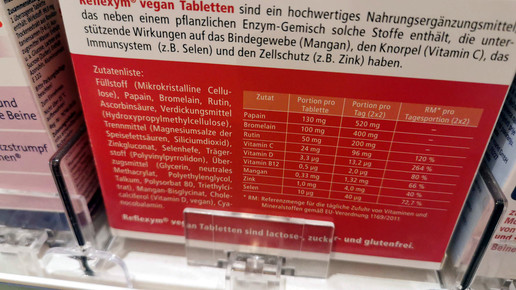 Reflexym® vegan Tabletten sind ein hochwertiges Nahrungsergänzungsmittel,
das neben einem pflanzlichen Enzym-Gemisch solche Stoffe enthält, die unter-
stützende Wirkungen auf das Bindegewebe (Mangan), den Knorpel (Vitamin C), das
Immunsystem (z.B. Selen) und den Zellschutz (z.B. Zink) haben.
Zutatenliste:
Füllstoff (Mikrokristalline Cellu-
lose), Papain, Bromelain, Rutin,
Ascorbinsäure, Verdickungsmittel
(Hydroxypropylmethylcellulose),
Trennmittel (Magnesiumsalze der
Speisefettsäuren, Siliciumdioxid),
Zinkgluconat, Selenhefe, Träger-
stoff (Polyvinylpyrrolidon), Über-
zugmittel (Glycerin, neutrales
Methacrylat, Polyethylenglycol,
Talkum, Polysorbat 80, Triethylci-
trat), Mangan-Bisglycinat, Chole-
calciferol (Vitamin D, vegan), Cya-
nocobalamin.
Zutat Portion pro Tablette Portion pro Tag (2x2) RM* pro Tagesportion (2x2)
Papain 130 mg 520 mg –
Bromelain 100 mg 400 mg –
Rutin 50 mg 200 mg –
Vitamin C 24 mg 96 mg 120 %
Vitamin D 3,3 µg 13,2 µg 264 %
Vitamin B12 0,5 µg 2,0 µg 80 %
Mangan 0,33 mg 1,32 mg 66 %
Zink 1,0 mg 4,0 mg 40 %
Selen 10 µg 40 µg 72,7 %
* RM: Referenzmenge für die tägliche Zufuhr von Vitaminen und
Mineralstoffen gemäß EU-Verordnung 1169/2011.
Reflexym® vegan Tabletten sind lactose-, zucker- und glutenfrei.
und
e Beine
tzstrumpf